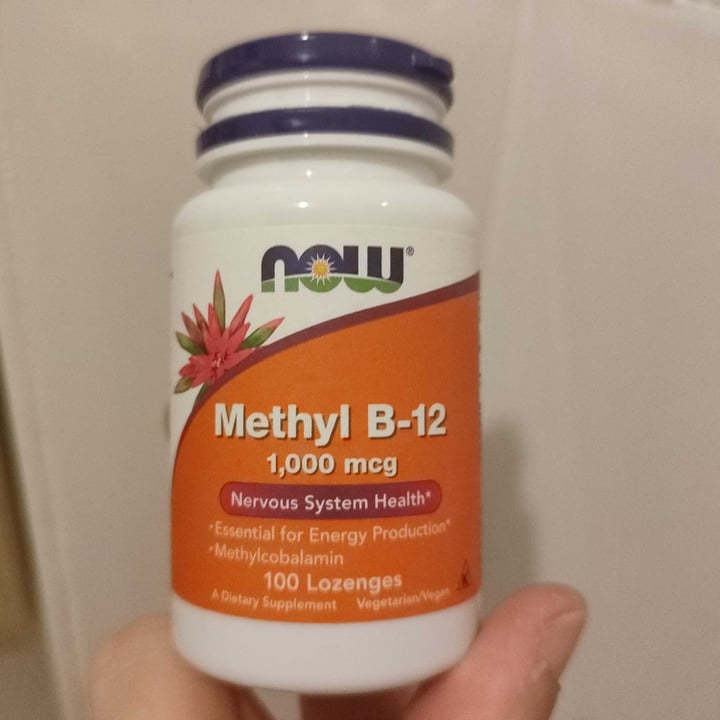 now®
Methyl B-12
1,000 mcg
Nervous System Health*
•Essential for Energy Production*
•Methylcobalamin
100 Lozenges
A Dietary Supplement Vegetarian/Vegan
K